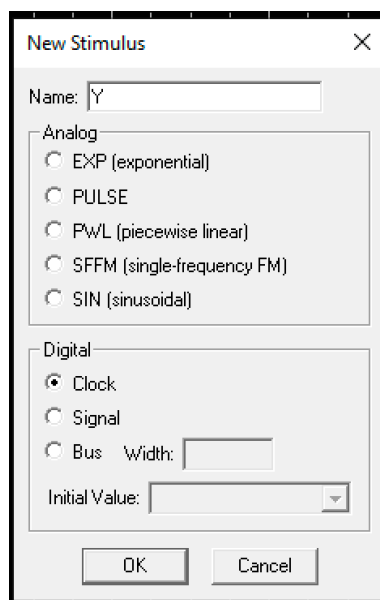 New Stimulus
Name: Y
Analog
EXP (exponential)
PULSE
PWL (piecewise linear)
SFFM (single-frequency FM)
SIN (sinusoidal)
Digital
Clock
Signal
Bus Width:
Initial Value:
OK Cancel